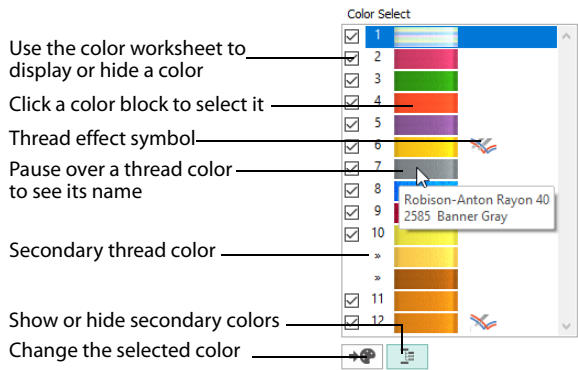 Color Select
Use the color worksheet to
display or hide a color
Click a color block to select it
Thread effect symbol
Pause over a thread color
to see its name
Secondary thread color
Show or hide secondary colors
Change the selected color
1
2
3
4
5
6
7
8
9
10
»
»
11
12
Robison-Anton Rayon 40
2585 Banner Gray